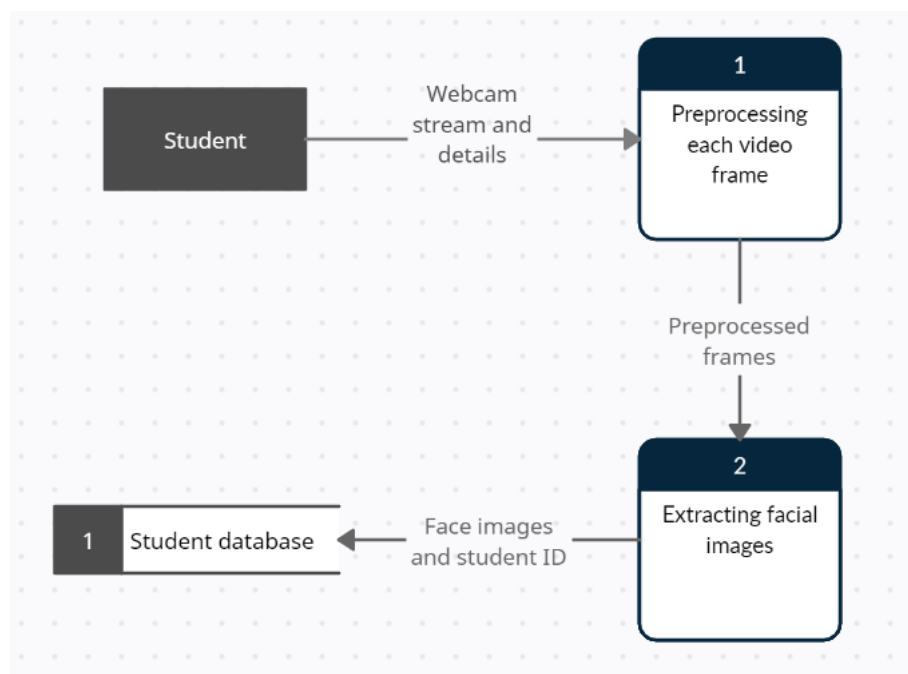 Student
Webcam
stream and
details
1
Preprocessing
each video
frame
Preprocessed
frames
2
Extracting facial
images
Face images
and student ID
1
Student database